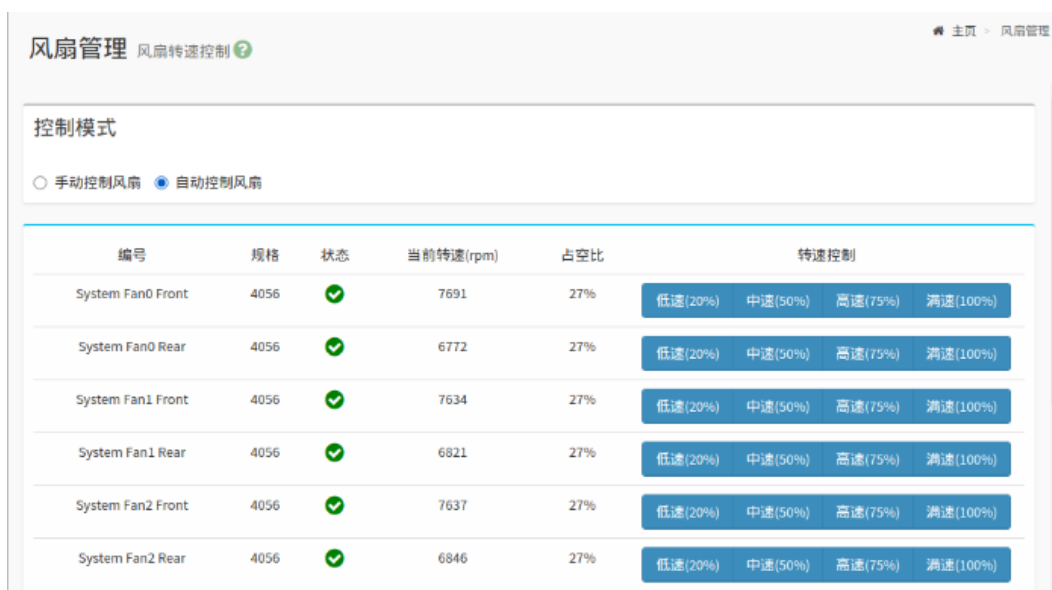 主页 > 风扇管理
风扇管理 风扇转速控制
控制模式
手动控制风扇 自动控制风扇
编号 规格 状态 当前转速(rpm) 占空比 转速控制
System Fan0 Front 4056 7691 27% 低速(20%) 中速(50%) 高速(75%) 满速(100%)
System Fan0 Rear 4056 6772 27% 低速(20%) 中速(50%) 高速(75%) 满速(100%)
System Fan1 Front 4056 7634 27% 低速(20%) 中速(50%) 高速(75%) 满速(100%)
System Fan1 Rear 4056 6821 27% 低速(20%) 中速(50%) 高速(75%) 满速(100%)
System Fan2 Front 4056 7637 27% 低速(20%) 中速(50%) 高速(75%) 满速(100%)
System Fan2 Rear 4056 6846 27% 低速(20%) 中速(50%) 高速(75%) 满速(100%)